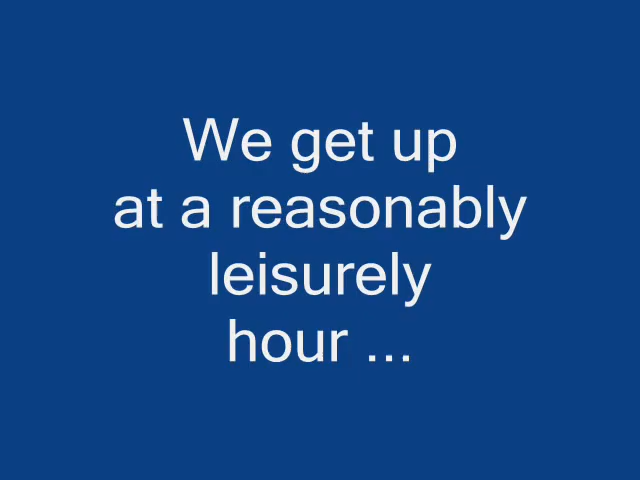 We get up
at a reasonably
leisurely
hour ...